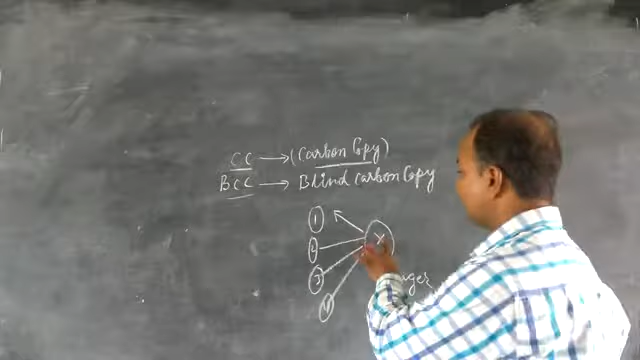 CC → (Carbon Copy)
BCC → Blind Carbon Copy
1
2
X
3
4